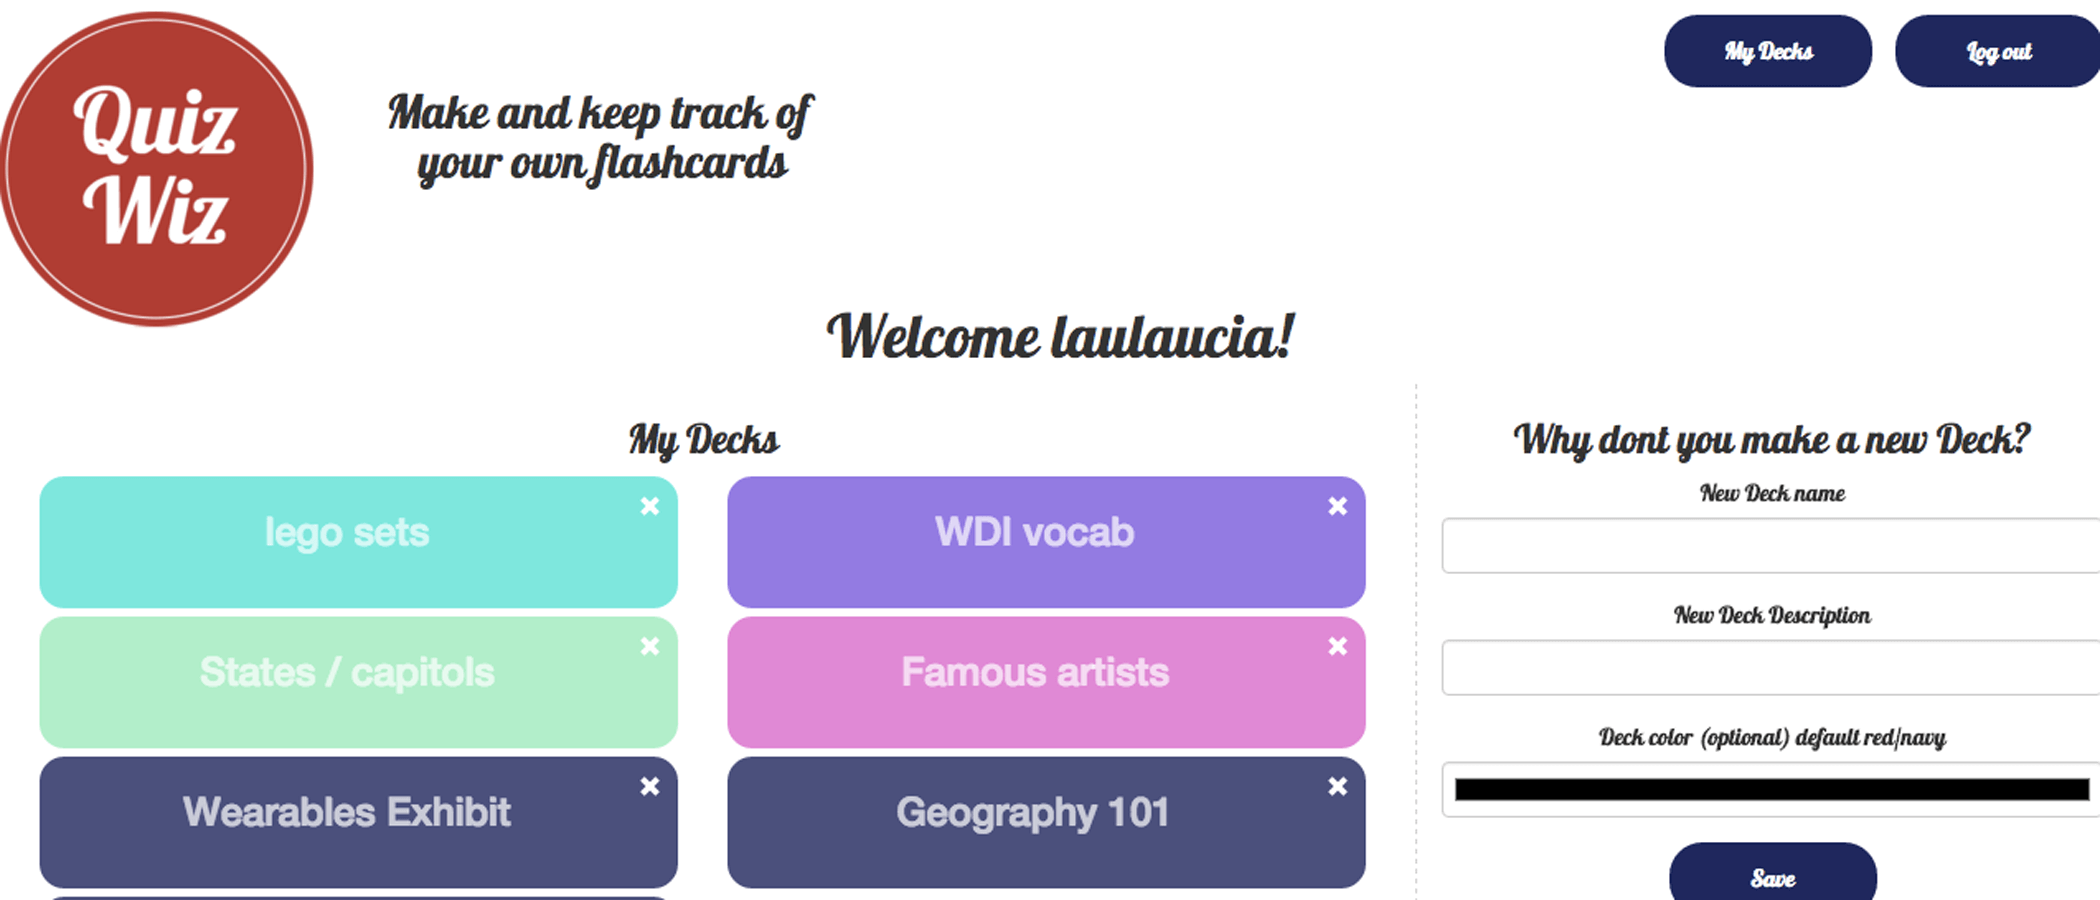 Quiz
Wiz
Make and keep track of
your own flashcards
My Decks
Log out
Welcome laulaucia!
My Decks
lego sets
WDI vocab
States / capitols
Famous artists
Wearables Exhibit
Geography 101
Why dont you make a new Deck?
New Deck name
New Deck Description
Deck color (optional) default red/navy
Save